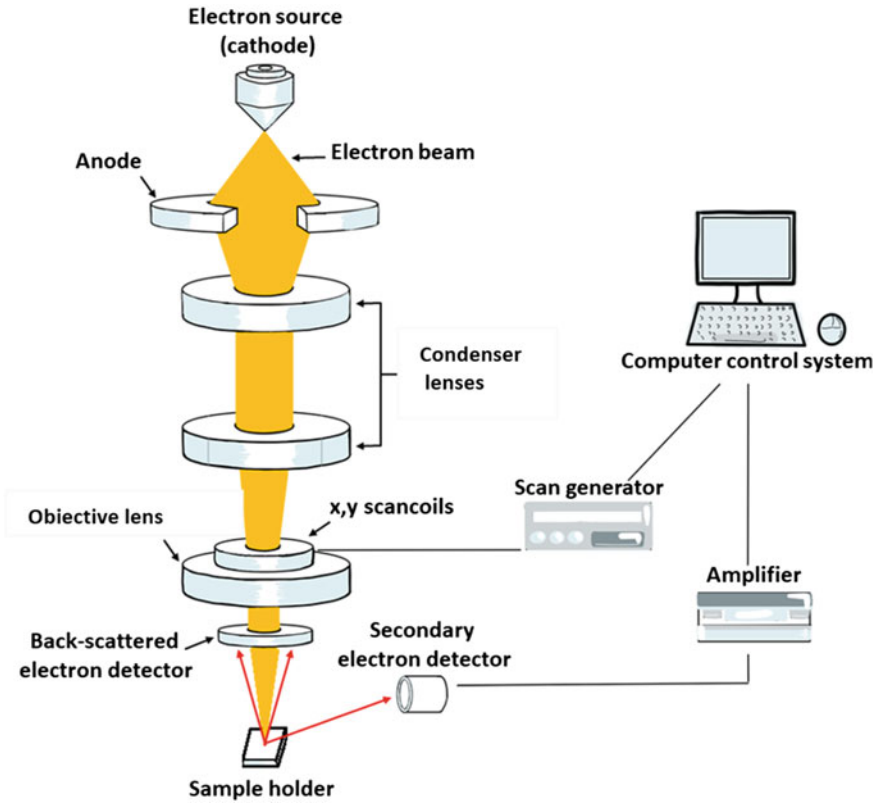 Electron source
(cathode)
Electron beam
Anode
Condenser
lenses
Computer control system
Scan generator
x,y scancoils
Obiective lens
Amplifier
Back-scattered
electron detector
Secondary
electron detector
Sample holder